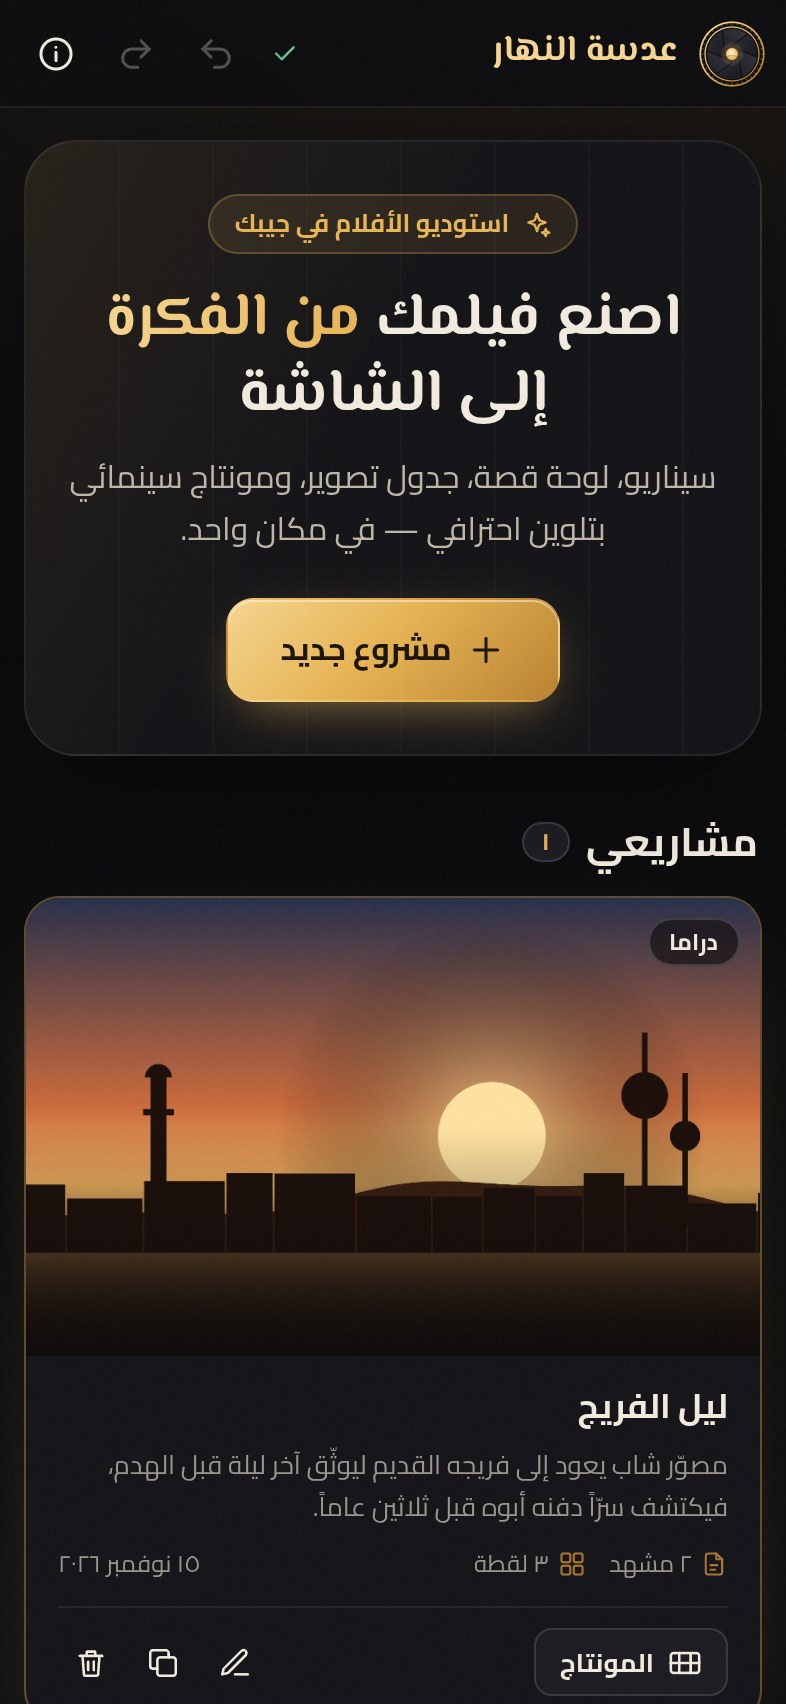 عدسة النهار
استوديو الأفلام في جيبك
اصنع فيلمك من الفكرة
إلى الشاشة
سيناريو، لوحة قصة، جدول تصوير، ومونتاج سينمائي
بتلوين احترافي — في مكان واحد.
مشروع جديد
مشاريعي ١
دراما
ليل الفريج
مصوّر شاب يعود إلى فريجه القديم ليوثّق آخر ليلة قبل الهدم،
فيكتشف سرّاً دفنه أبوه قبل ثلاثين عاماً.
٢ مشهد ٣ لقطة ١٥ نوفمبر ٢٠٢٦
المونتاج